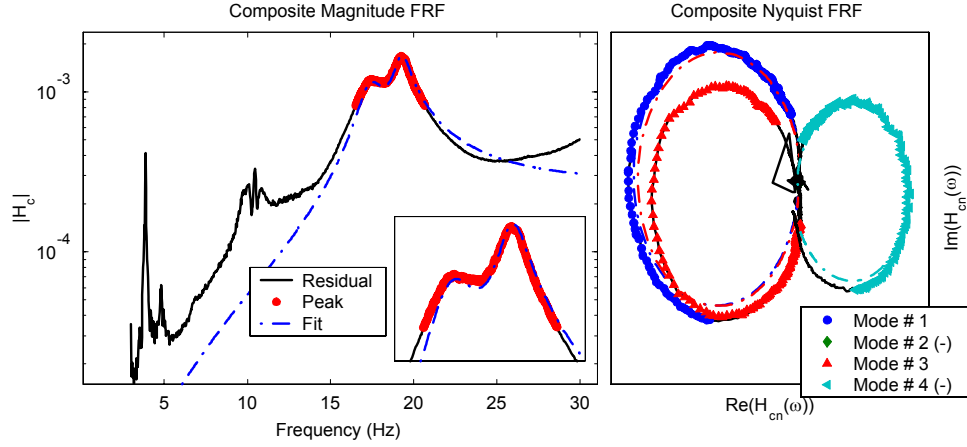 Composite Magnitude FRF
Composite Nyquist FRF
|H_c|
10^-3
10^-4
Residual
Peak
Fit
5
10
15
20
25
30
Frequency (Hz)
Im(H_cn(ω))
Re(H_cn(ω))
Mode # 1
Mode # 2 (-)
Mode # 3
Mode # 4 (-)